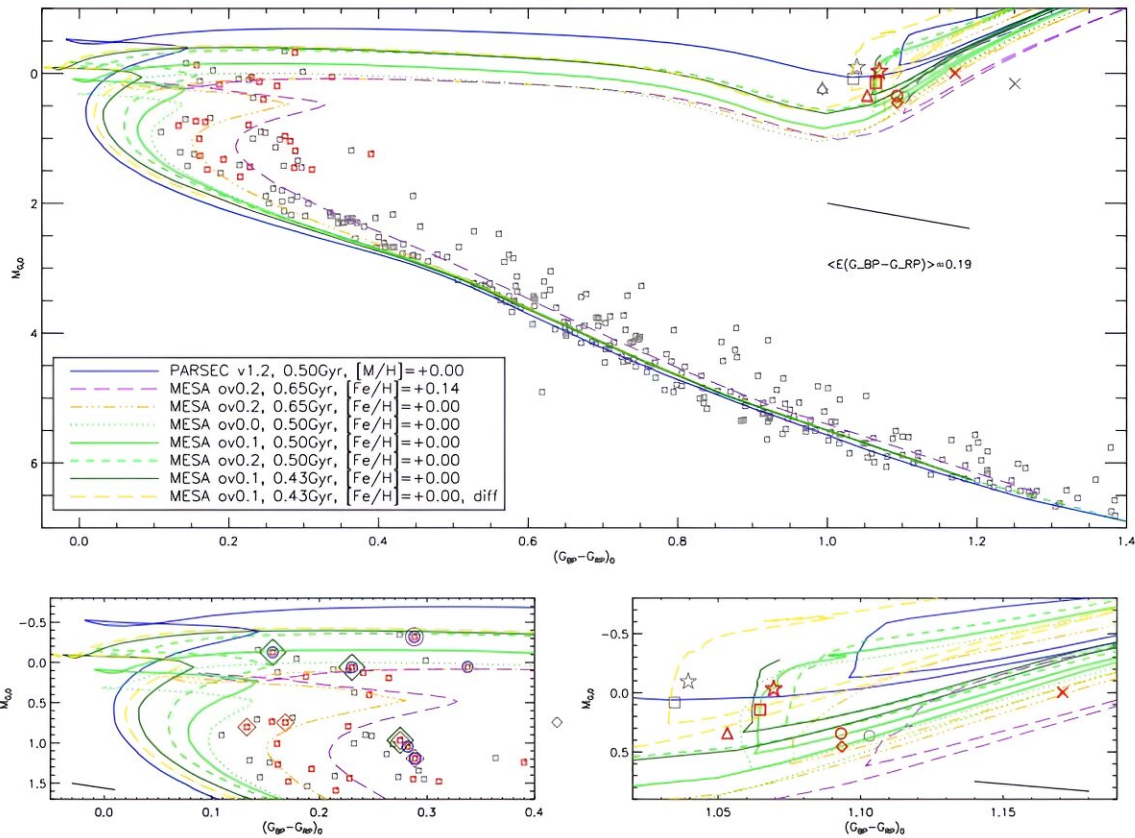 0
2
4
6
M_G,0
<E(G_BP-G_RP)>≈0.19
PARSEC v1.2, 0.50Gyr, [M/H]=+0.00
MESA ov0.2, 0.65Gyr, [Fe/H]=+0.14
MESA ov0.2, 0.65Gyr, [Fe/H]=+0.00
MESA ov0.0, 0.50Gyr, [Fe/H]=+0.00
MESA ov0.1, 0.50Gyr, [Fe/H]=+0.00
MESA ov0.2, 0.50Gyr, [Fe/H]=+0.00
MESA ov0.1, 0.43Gyr, [Fe/H]=+0.00
MESA ov0.1, 0.43Gyr, [Fe/H]=+0.00, diff
0.0 0.2 0.4 0.6 0.8 1.0 1.2 1.4
(G_BP-G_RP)_0
-0.5
0.0
0.5
1.0
1.5
M_G,0
0.0 0.1 0.2 0.3 0.4
(G_BP-G_RP)_0
-0.5
0.0
0.5
M_G,0
1.05 1.10 1.15
(G_BP-G_RP)_0